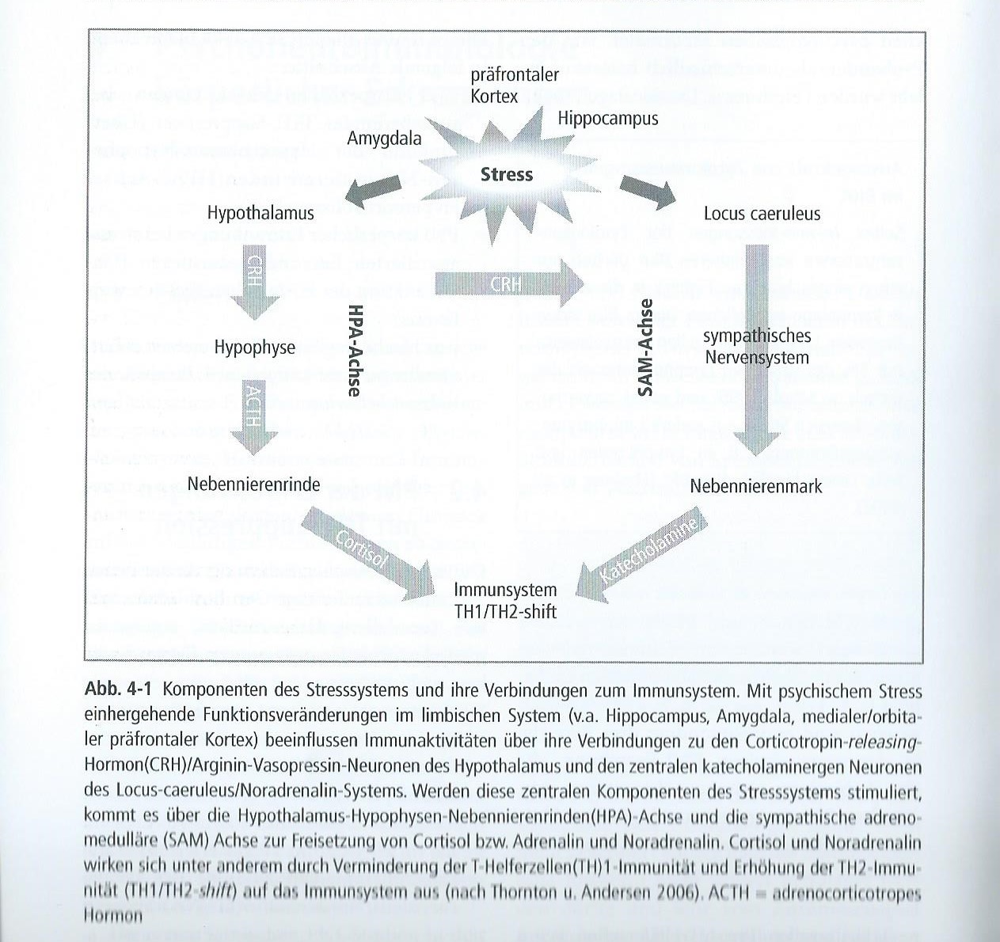 präfrontaler
Kortex
Hippocampus
Amygdala
Stress
Hypothalamus
Locus caeruleus
CRH
CRH
HPA-Achse
SAM-Achse
Hypophyse
sympathisches
Nervensystem
ACTH
Nebennierenrinde
Nebennierenmark
Cortisol
Katecholamine
Immunsystem
TH1/TH2-shift
Abb. 4-1 Komponenten des Stresssystems und ihre Verbindungen zum Immunsystem. Mit psychischem Stress
einhergehende Funktionsveränderungen im limbischen System (v.a. Hippocampus, Amygdala, medialer/orbita-
ler präfrontaler Kortex) beeinflussen Immunaktivitäten über ihre Verbindungen zu den Corticotropin-releasing-
Hormon(CRH)/Arginin-Vasopressin-Neuronen des Hypothalamus und den zentralen katecholaminergen Neuronen
des Locus-caeruleus/Noradrenalin-Systems. Werden diese zentralen Komponenten des Stresssystems stimuliert,
kommt es über die Hypothalamus-Hypophysen-Nebennierenrinden(HPA)-Achse und die sympathische adreno-
medulläre (SAM) Achse zur Freisetzung von Cortisol bzw. Adrenalin und Noradrenalin. Cortisol und Noradrenalin
wirken sich unter anderem durch Verminderung der T-Helferzellen(TH)1-Immunität und Erhöhung der TH2-Immu-
nität (TH1/TH2-shift) auf das Immunsystem aus (nach Thornton u. Andersen 2006). ACTH = adrenocorticotropes
Hormon